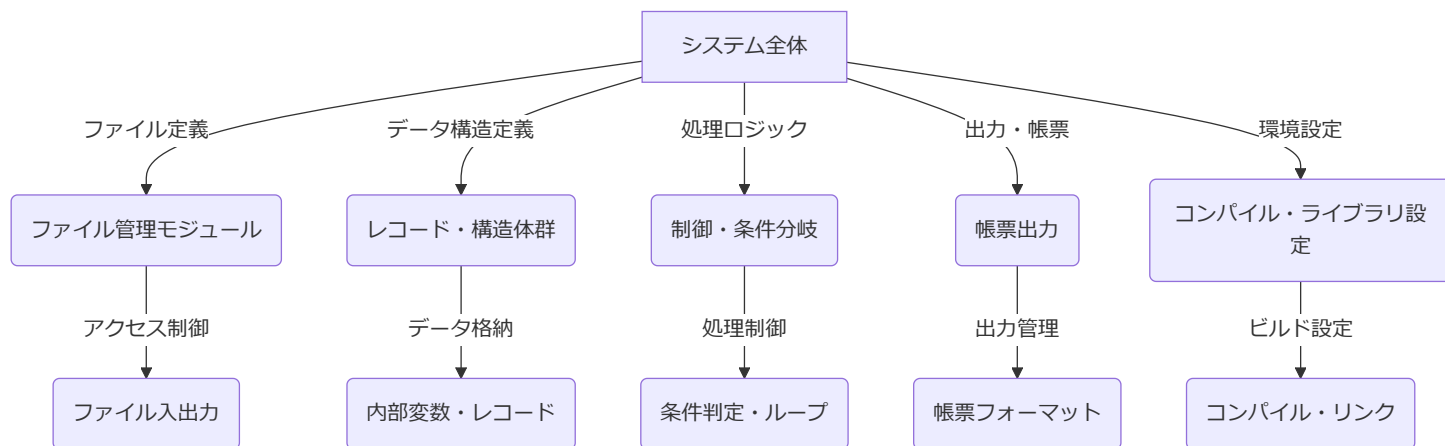 システム全体
ファイル定義
データ構造定義
処理ロジック
出力・帳票
環境設定
ファイル管理モジュール
レコード・構造体群
制御・条件分岐
帳票出力
コンパイル・ライブラリ設
定
アクセス制御
データ格納
処理制御
出力管理
ビルド設定
ファイル入出力
内部変数・レコード
条件判定・ループ
帳票フォーマット
コンパイル・リンク